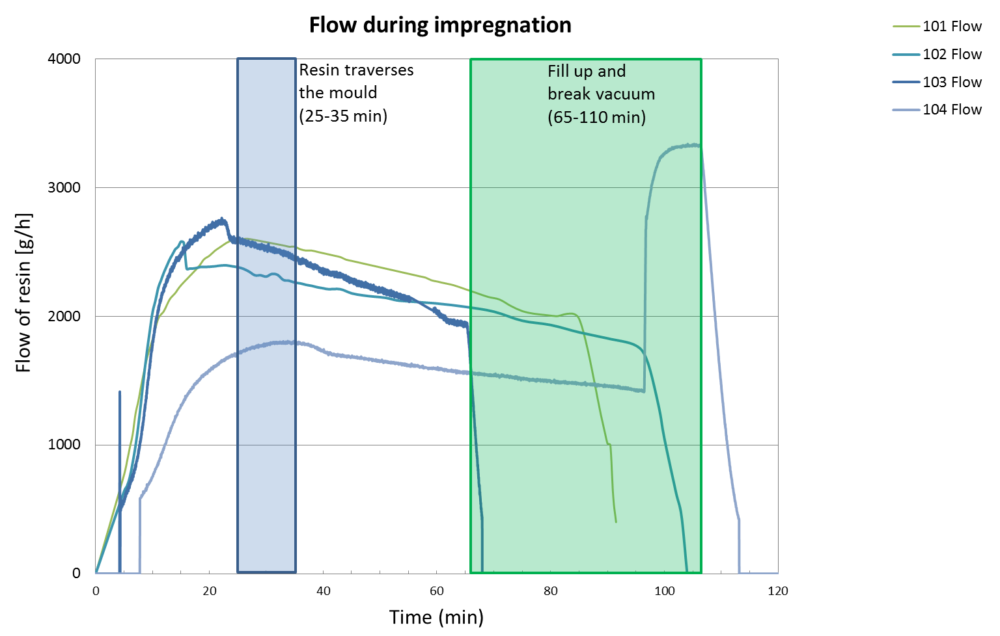 Flow during impregnation
101 Flow
102 Flow
103 Flow
104 Flow
4000
3000
2000
1000
0
Flow of resin [g/h]
Resin traverses
the mould
(25-35 min)
Fill up and
break vacuum
(65-110 min)
0
20
40
60
80
100
120
Time (min)